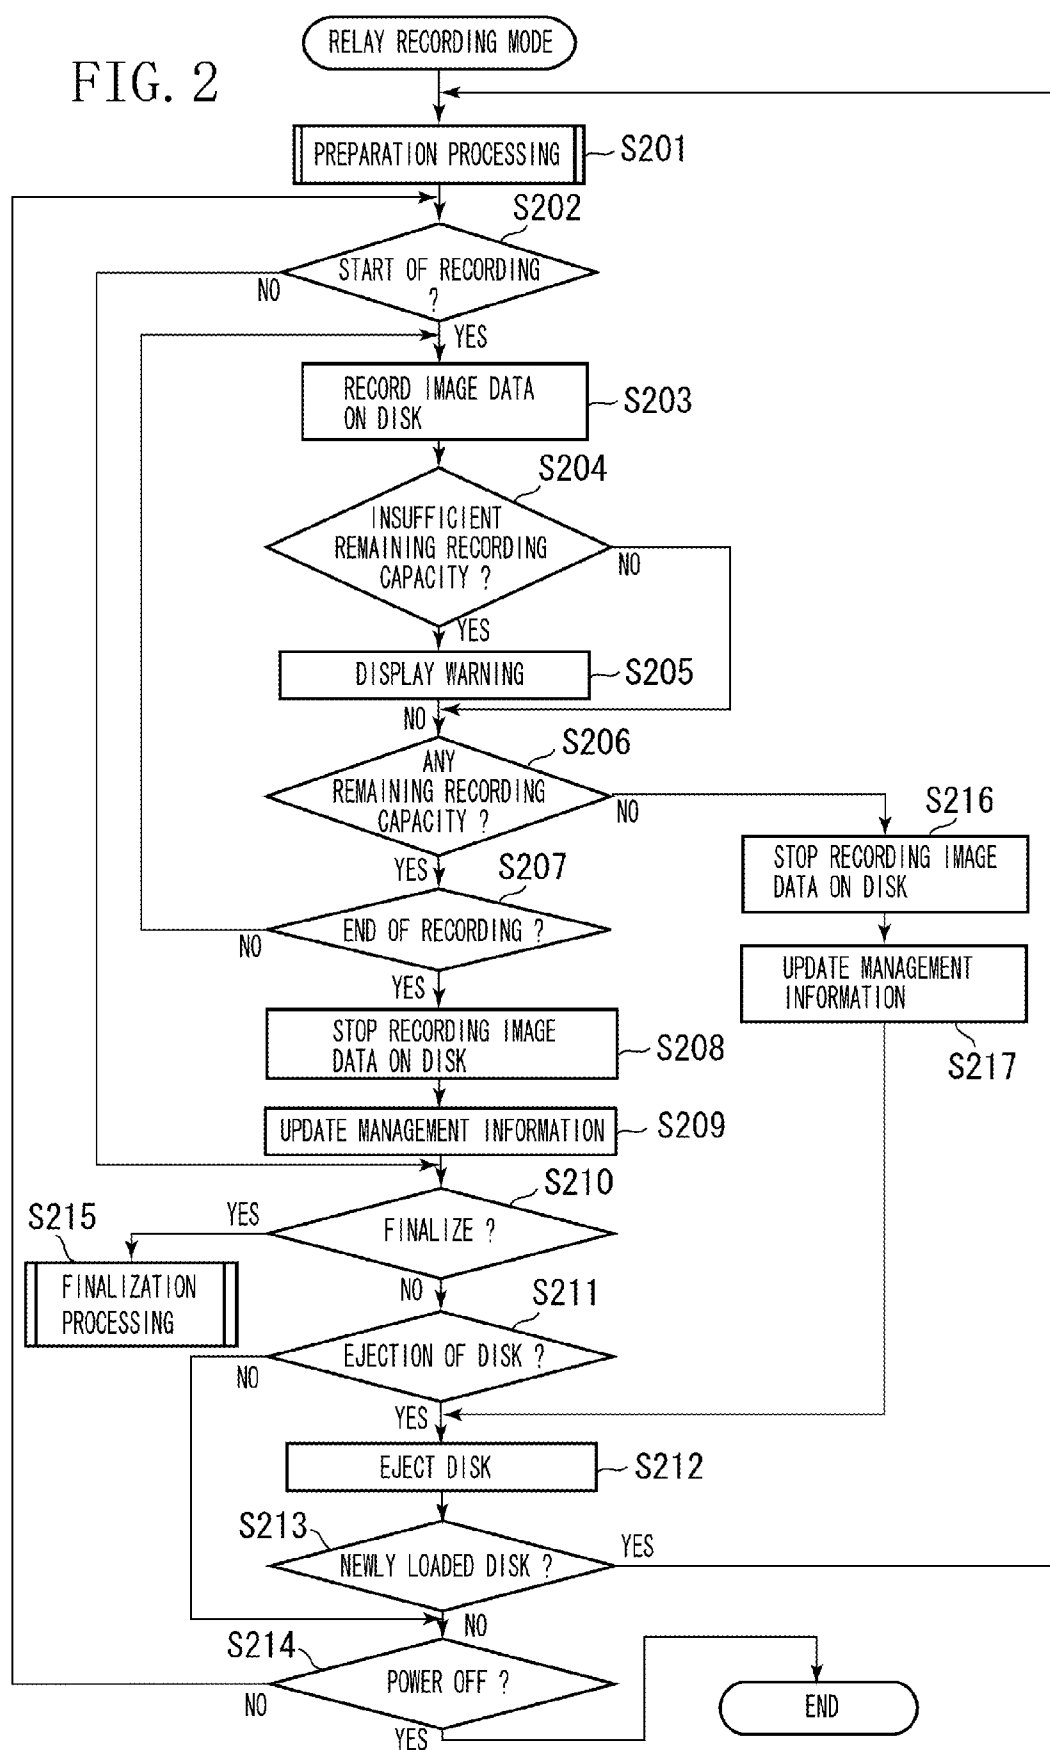 RELAY RECORDING MODE
FIG. 2
PREPARATION PROCESSING
S201
S202
START OF RECORDING
?
NO
YES
RECORD IMAGE DATA
ON DISK
S203
S204
INSUFFICIENT
REMAINING RECORDING
CAPACITY ?
NO
YES
DISPLAY WARNING
S205
NO
S206
ANY
REMAINING RECORDING
CAPACITY ?
NO
S216
STOP RECORDING IMAGE
DATA ON DISK
YES
S207
END OF RECORDING ?
NO
UPDATE MANAGEMENT
INFORMATION
S217
YES
STOP RECORDING IMAGE
DATA ON DISK
S208
UPDATE MANAGEMENT INFORMATION
S209
S210
FINALIZE ?
YES
S215
FINALIZATION
PROCESSING
NO
S211
EJECTION OF DISK ?
NO
YES
EJECT DISK
S212
S213
NEWLY LOADED DISK ?
YES
NO
S214
POWER OFF ?
NO
YES
END